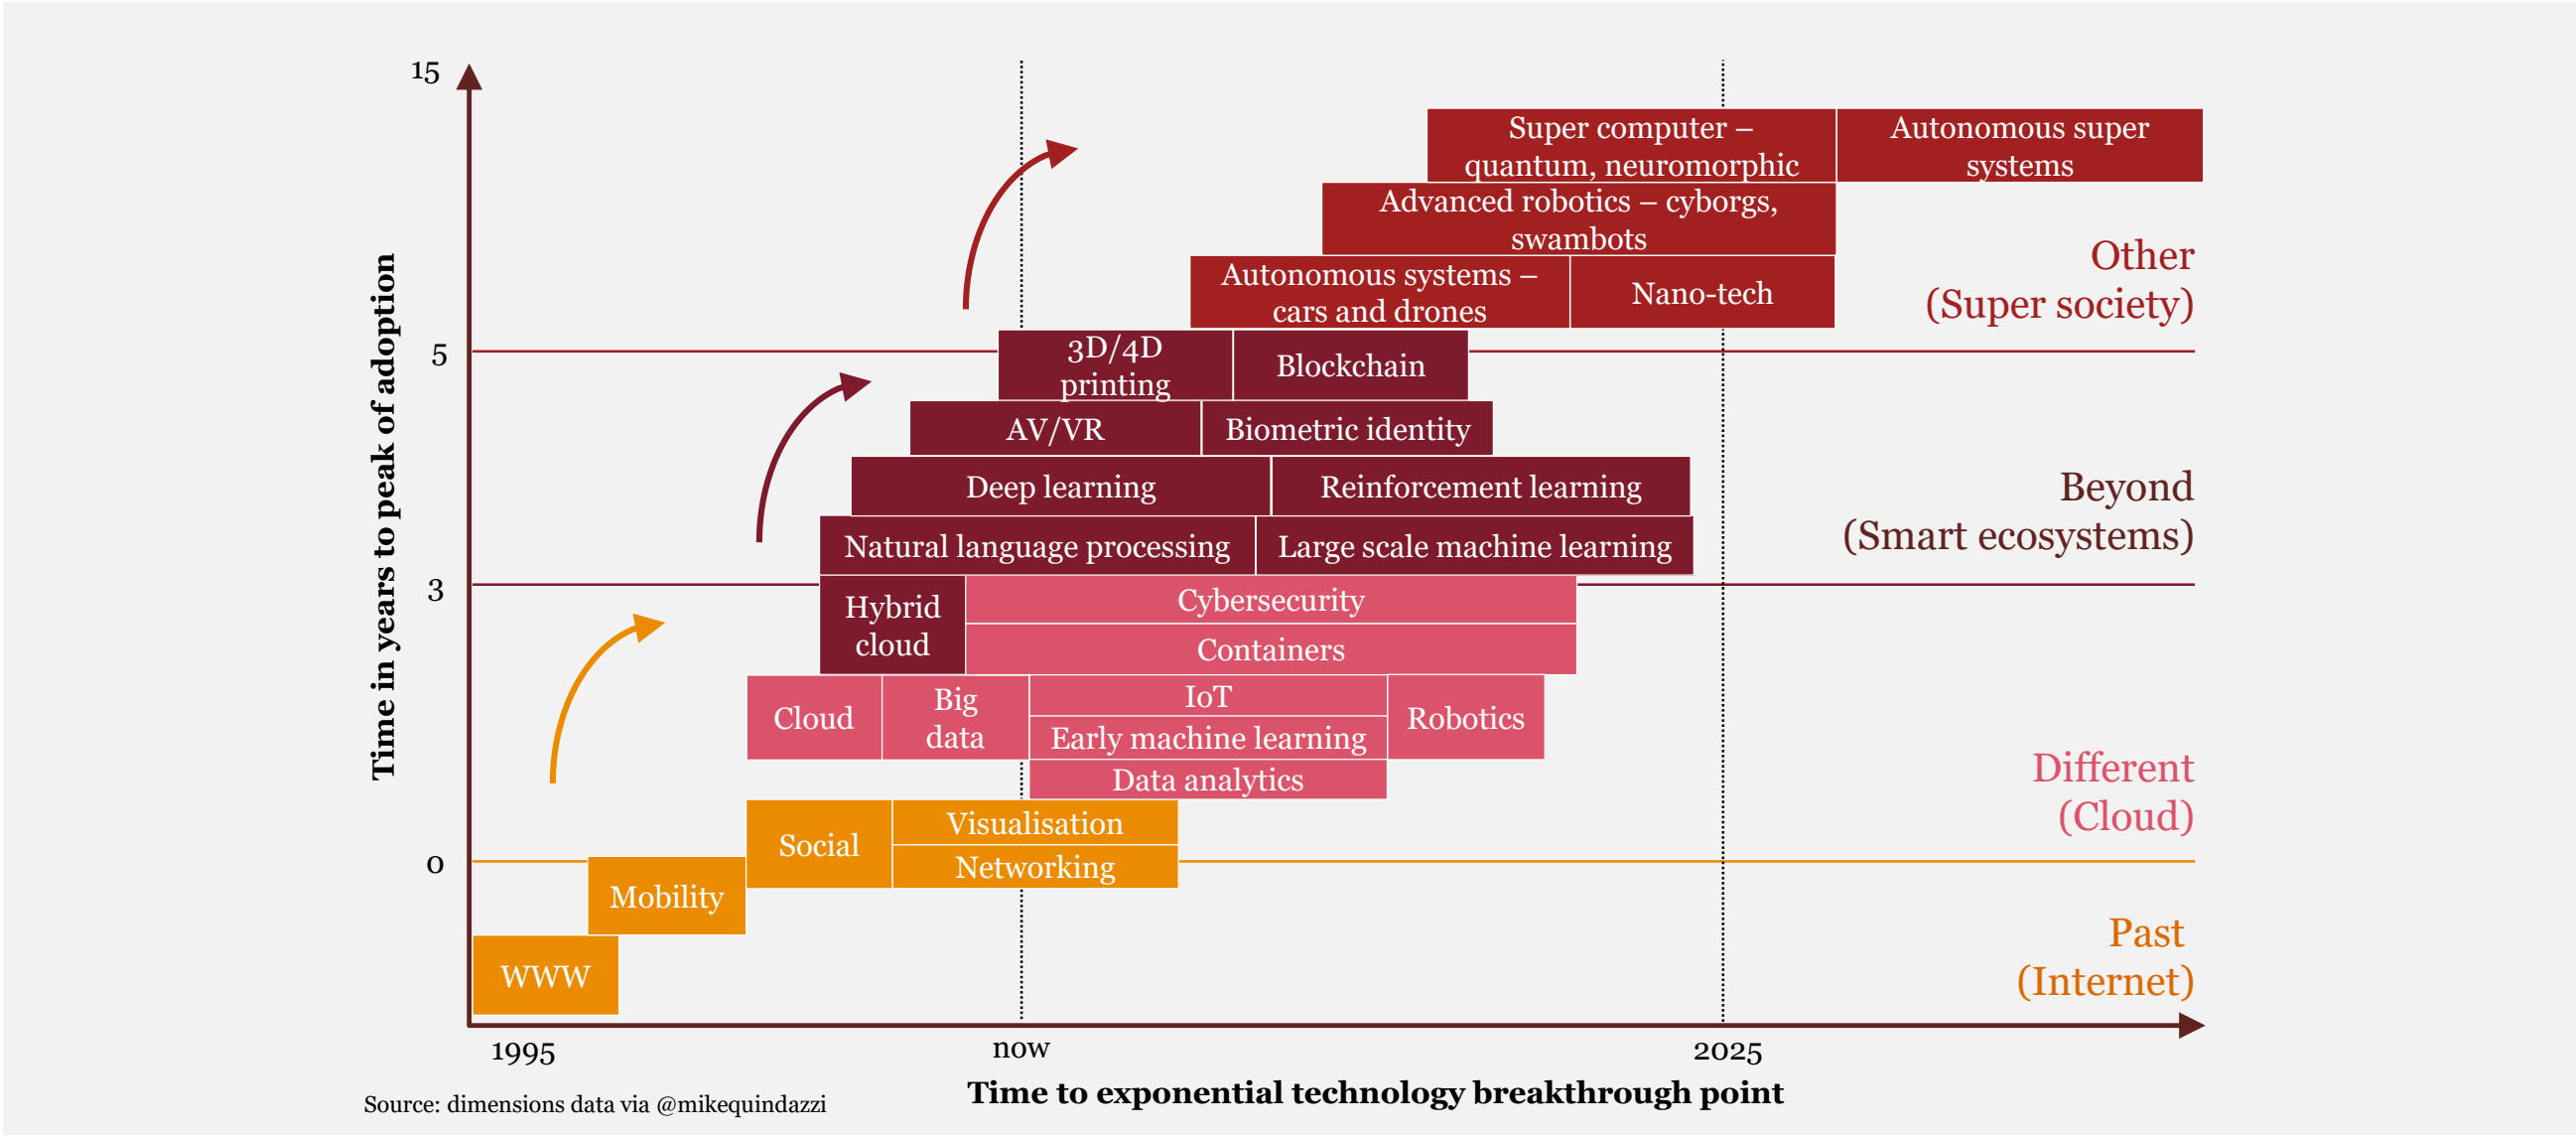 15
Super computer –
quantum, neuromorphic
Autonomous super
systems
Advanced robotics – cyborgs,
swambots
Autonomous systems –
cars and drones
Nano-tech
Other
(Super society)
5
3D/4D
printing
Blockchain
AV/VR
Biometric identity
Deep learning
Reinforcement learning
Natural language processing
Large scale machine learning
Beyond
(Smart ecosystems)
3
Hybrid
cloud
Cybersecurity
Containers
Cloud
Big
data
IoT
Early machine learning
Robotics
Data analytics
Different
(Cloud)
Social
Visualisation
Networking
0
Mobility
WWW
Past
(Internet)
Time in years to peak of adoption
1995
now
2025
Time to exponential technology breakthrough point
Source: dimensions data via @mikequindazzi